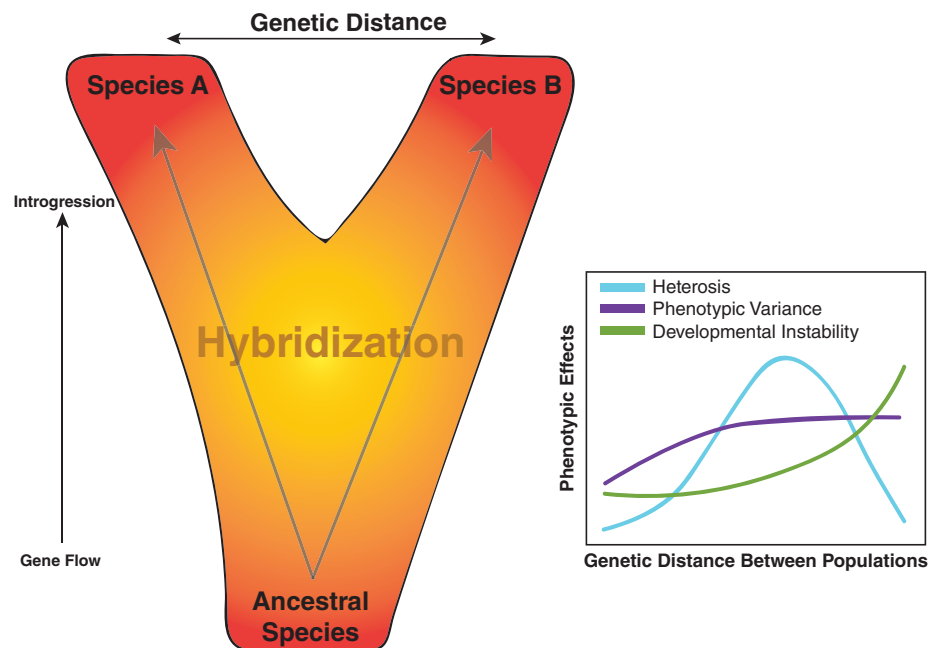 Genetic Distance
Species A
Species B
Introgression
Hybridization
Gene Flow
Ancestral
Species
Heterosis
Phenotypic Variance
Developmental Instability
Phenotypic Effects
Genetic Distance Between Populations